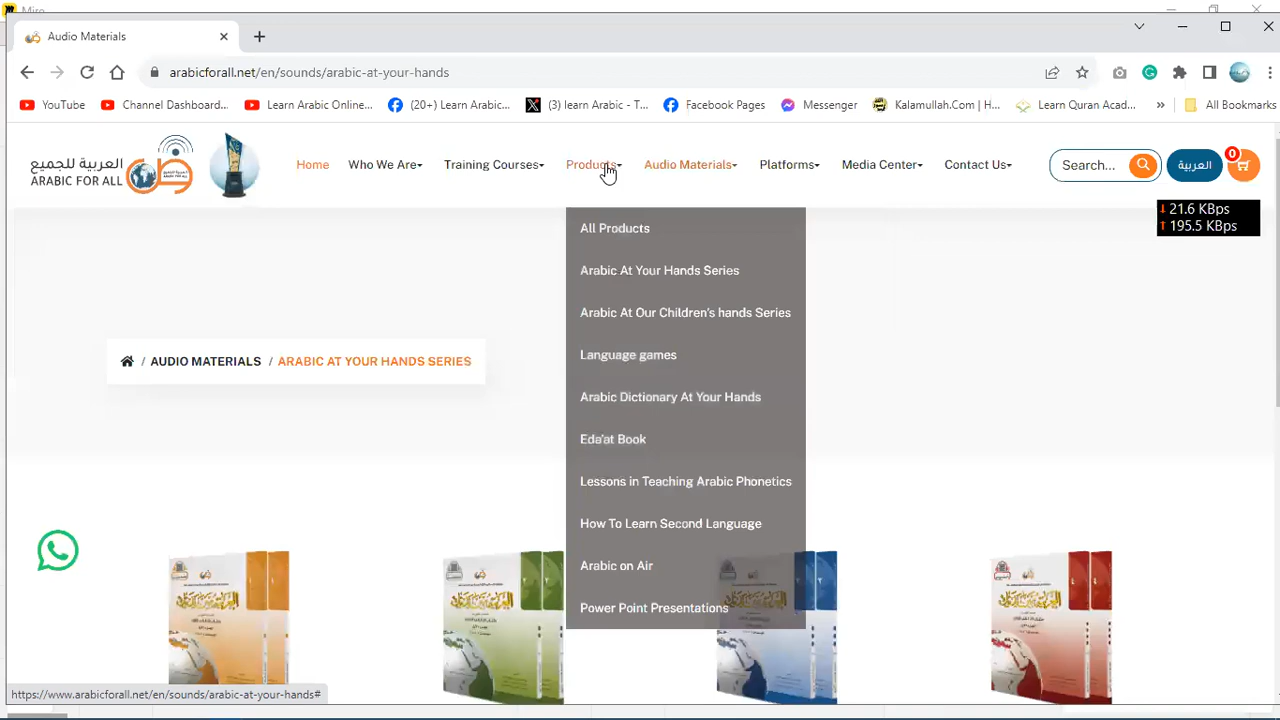 Miro
Audio Materials
arabicforall.net/en/sounds/arabic-at-your-hands
YouTube
Channel Dashboard...
Learn Arabic Online...
(20+) Learn Arabic...
(3) learn Arabic - T...
Facebook Pages
Messenger
Kalamullah.Com | H...
Learn Quran Acad...
»
All Bookmarks
العربية للجميع
ARABIC FOR ALL
Home
Who We Are
Training Courses
Products
Audio Materials
Platforms
Media Center
Contact Us
Search...
العربية
0
↓ 21.6 KBps
↑ 195.5 KBps
All Products
Arabic At Your Hands Series
Arabic At Our Children's hands Series
Language games
Arabic Dictionary At Your Hands
Eda'at Book
Lessons in Teaching Arabic Phonetics
How To Learn Second Language
Arabic on Air
Power Point Presentations
/ AUDIO MATERIALS / ARABIC AT YOUR HANDS SERIES
https://www.arabicforall.net/en/sounds/arabic-at-your-hands#